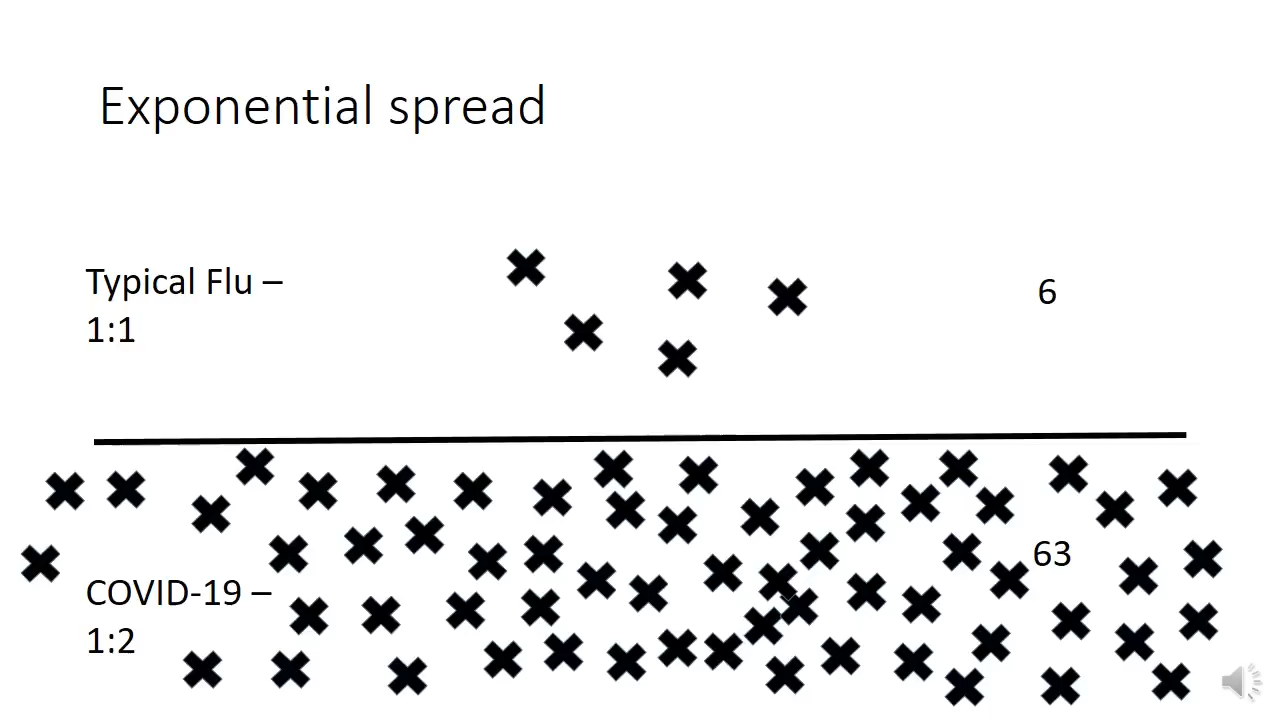 Exponential spread
Typical Flu –
1:1
6
63
COVID-19 –
1:2